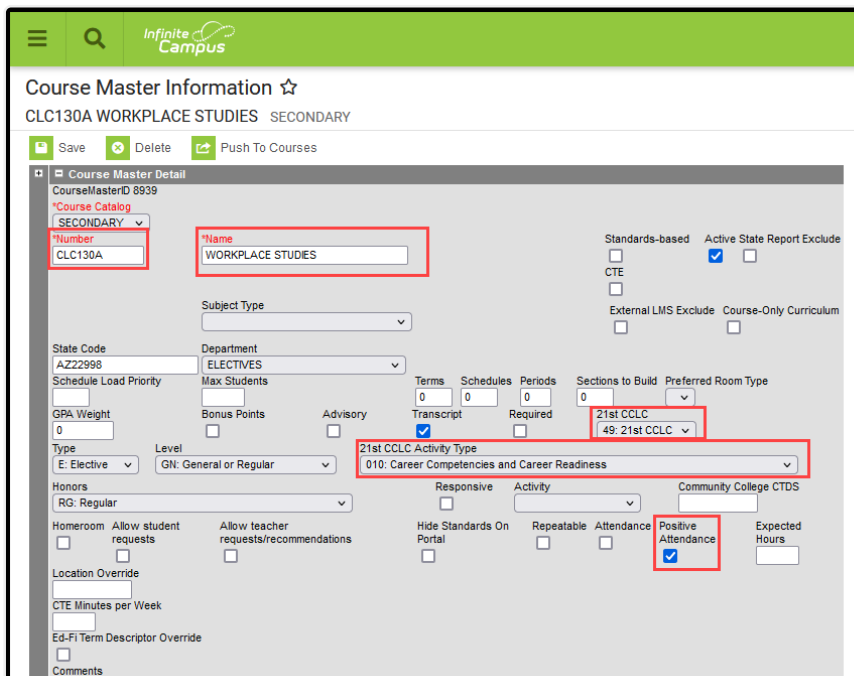 Infinite
Campus
Course Master Information
CLC130A WORKPLACE STUDIES SECONDARY
Save Delete Push To Courses
Course Master Detail
CourseMasterID 8939
*Course Catalog
SECONDARY
*Number *Name Standards-based Active State Report Exclude
CLC130A WORKPLACE STUDIES
CTE
Subject Type External LMS Exclude Course-Only Curriculum
State Code Department
AZ22998 ELECTIVES
Schedule Load Priority Max Students Terms Schedules Periods Sections to Build Preferred Room Type
0 0 0 0
GPA Weight Bonus Points Advisory Transcript Required 21st CCLC
0 49: 21st CCLC
Type Level 21st CCLC Activity Type
E: Elective GN: General or Regular 010: Career Competencies and Career Readiness
Honors Responsive Activity Community College CTDS
RG: Regular
Homeroom Allow student Allow teacher Hide Standards On Repeatable Attendance Positive Expected
requests requests/recommendations Portal Attendance Hours
Location Override
CTE Minutes per Week
Ed-Fi Term Descriptor Override
Comments